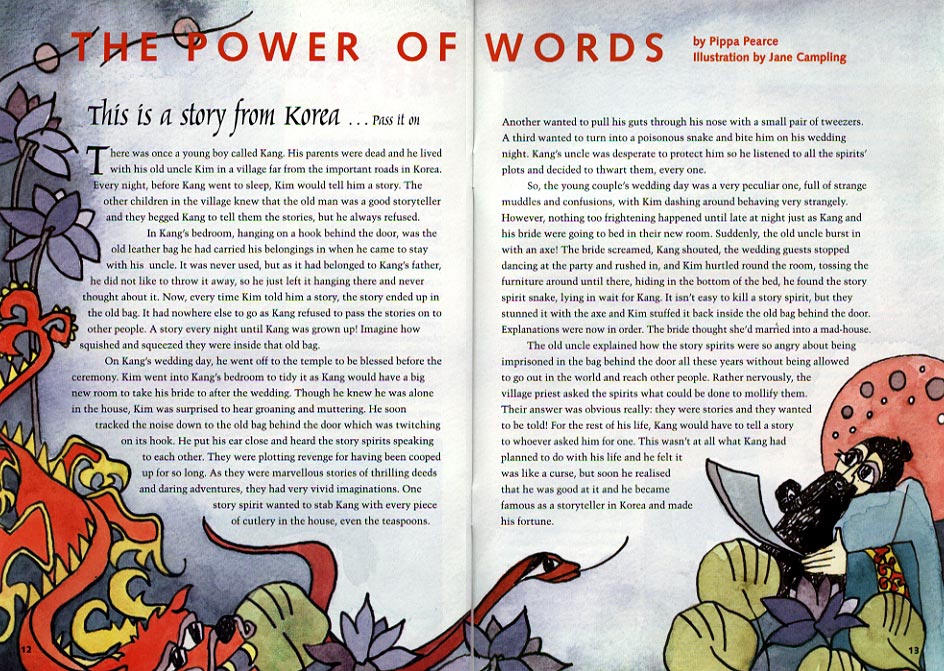 THE POWER OF WORDS
by Pippa Pearce
Illustration by Jane Campling
This is a story from Korea ... Pass it on
There was once a young boy called Kang. His parents were dead and he lived
with his old uncle Kim in a village far from the important roads in Korea.
Every night, before Kang went to sleep, Kim would tell him a story. The
other children in the village knew that the old man was a good storyteller
and they begged Kang to tell them the stories, but he always refused.
In Kang's bedroom, hanging on a hook behind the door, was the
old leather bag he had carried his belongings in when he came to stay
with his uncle. It was never used, but as it had belonged to Kang's father,
he did not like to throw it away, so he just left it hanging there and never
thought about it. Now, every time Kim told him a story, the story ended up in
the old bag. It had nowhere else to go as Kang refused to pass the stories on to
other people. A story every night until Kang was grown up! Imagine how
squished and squeezed they were inside that old bag.
On Kang's wedding day, he went off to the temple to be blessed before the
ceremony. Kim went into Kang's bedroom to tidy it as Kang would have a big
new room to take his bride to after the wedding. Though he knew he was alone
in the house, Kim was surprised to hear groaning and muttering. He soon
tracked the noise down to the old bag behind the door which was twitching
on its hook. He put his ear close and heard the story spirits speaking
to each other. They were plotting revenge for having been cooped
up for so long. As they were marvellous stories of thrilling deeds
and daring adventures, they had very vivid imaginations. One
story spirit wanted to stab Kang with every piece
of cutlery in the house, even the teaspoons.
12
Another wanted to pull his guts through his nose with a small pair of tweezers.
A third wanted to turn into a poisonous snake and bite him on his wedding
night. Kang's uncle was desperate to protect him so he listened to all the spirits'
plots and decided to thwart them, every one.
So, the young couple's wedding day was a very peculiar one, full of strange
muddles and confusions, with Kim dashing around behaving very strangely.
However, nothing too frightening happened until late at night just as Kang and
his bride were going to bed in their new room. Suddenly, the old uncle burst in
with an axe! The bride screamed, Kang shouted, the wedding guests stopped
dancing at the party and rushed in, and Kim hurtled round the room, tossing the
furniture around until there, hiding in the bottom of the bed, he found the story
spirit snake, lying in wait for Kang. It isn't easy to kill a story spirit, but they
stunned it with the axe and Kim stuffed it back inside the old bag behind the door.
Explanations were now in order. The bride thought she'd married into a mad-house.
The old uncle explained how the story spirits were so angry about being
imprisoned in the bag behind the door all these years without being allowed
to go out in the world and reach other people. Rather nervously, the
village priest asked the spirits what could be done to mollify them.
Their answer was obvious really: they were stories and they wanted
to be told! For the rest of his life, Kang would have to tell a story
to whoever asked him for one. This wasn't at all what Kang had
planned to do with his life and he felt it
was like a curse, but soon he realised
that he was good at it and he became
famous as a storyteller in Korea and made
his fortune.
13